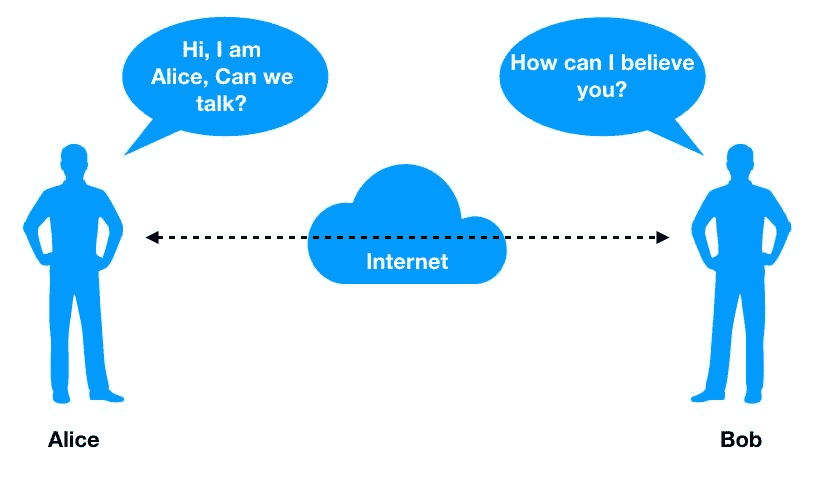 Hi, I am
Alice, Can we
talk?
How can I believe
you?
Internet
Alice
Bob